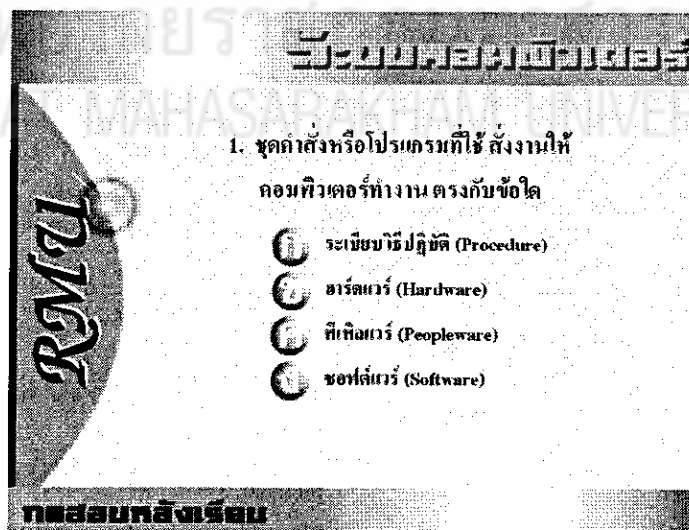 ระบบคอมพิวเตอร์
MAHASARAKHAM UNIVER
1. ชุดคำสั่งหรือโปรแกรมที่ใช้ สั่งงานให้
คอมพิวเตอร์ทำงาน ตรงกับข้อใด
RMU
ก ระเบียบวิธีปฏิบัติ (Procedure)
ข ฮาร์ดแวร์ (Hardware)
ค พีเพิลแวร์ (Peopleware)
ง ซอฟต์แวร์ (Software)
ทดสอบหลังเรียน